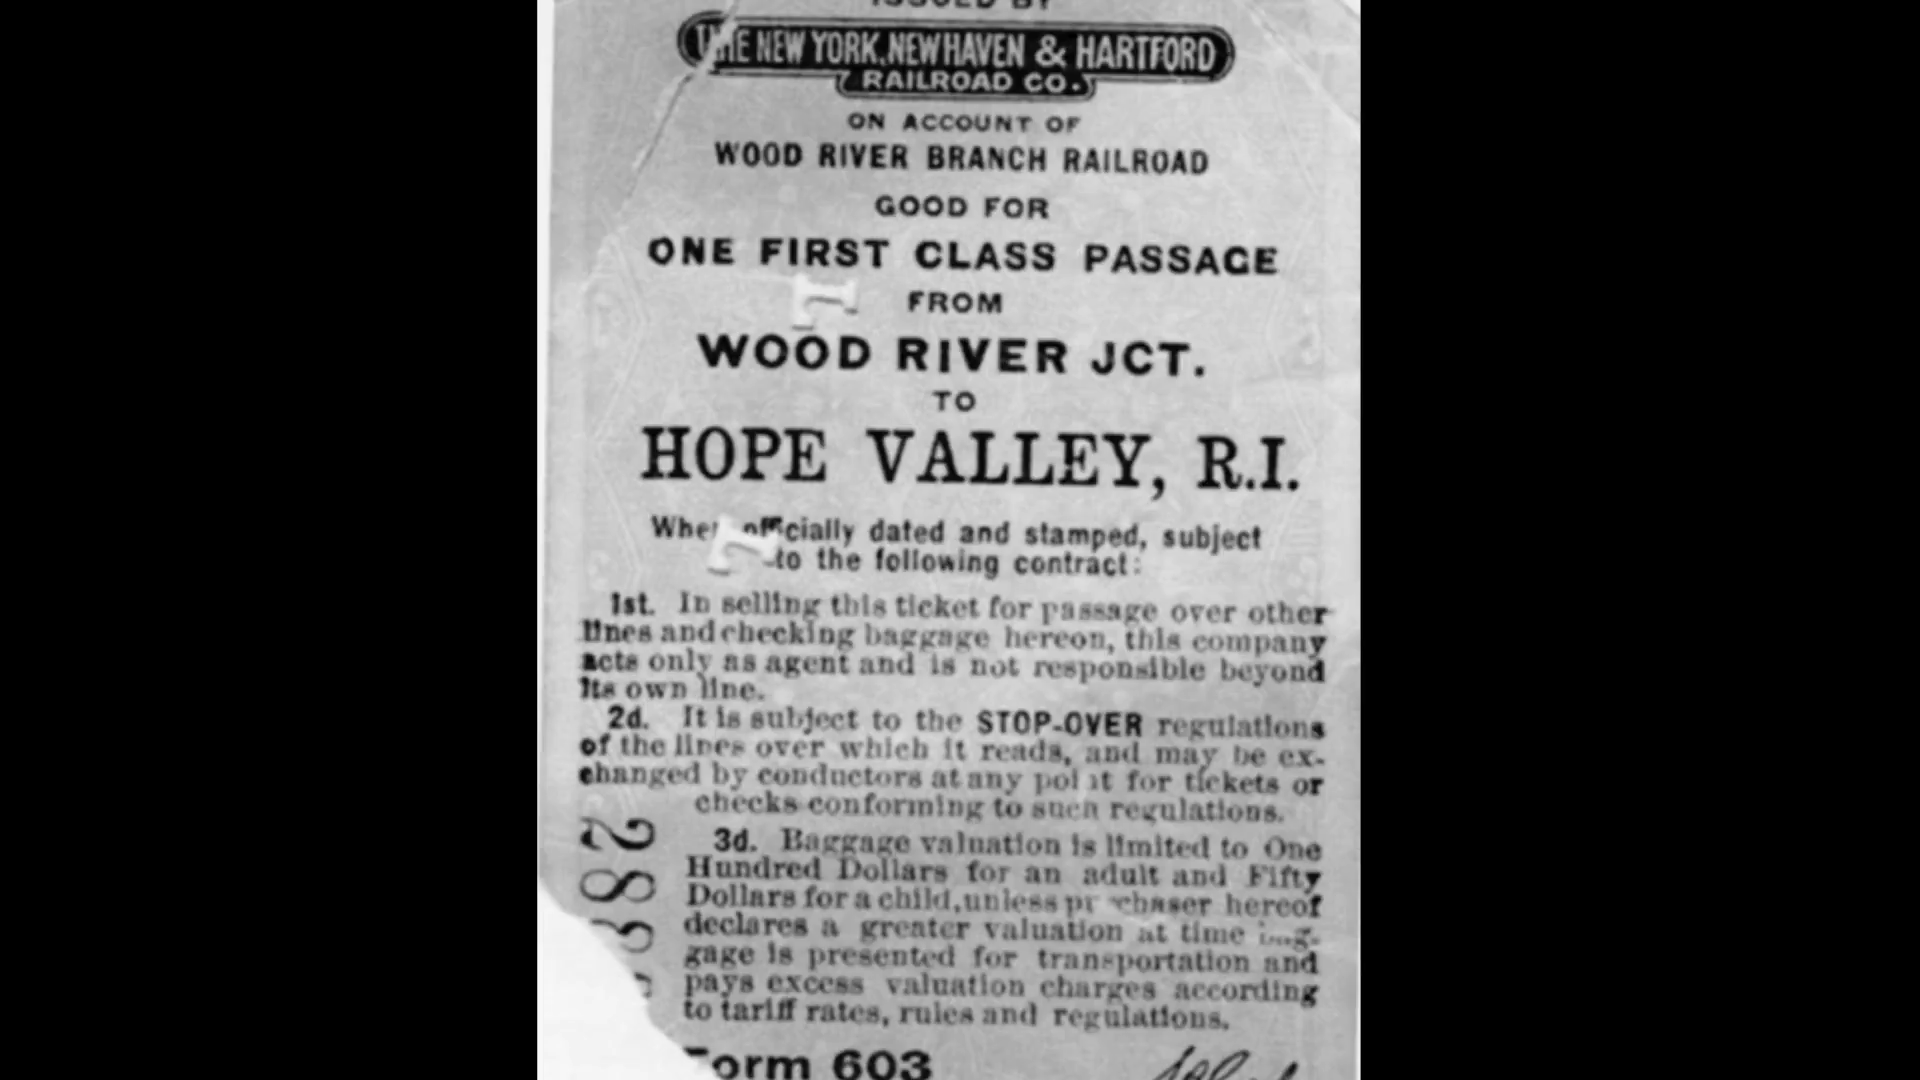 ISSUED BY
THE NEW YORK, NEW HAVEN & HARTFORD
RAILROAD CO.
ON ACCOUNT OF
WOOD RIVER BRANCH RAILROAD
GOOD FOR
ONE FIRST CLASS PASSAGE
FROM
WOOD RIVER JCT.
TO
HOPE VALLEY, R.I.
When officially dated and stamped, subject
to the following contract:
1st. In selling this ticket for passage over other
lines and checking baggage hereon, this company
acts only as agent and is not responsible beyond
its own line.
2d. It is subject to the STOP-OVER regulations
of the lines over which it reads, and may be ex-
changed by conductors at any point for tickets or
checks conforming to such regulations.
3d. Baggage valuation is limited to One
Hundred Dollars for an adult and Fifty
Dollars for a child, unless purchaser hereof
declares a greater valuation at time bag-
gage is presented for transportation and
pays excess valuation charges according
to tariff rates, rules and regulations.
Form 603